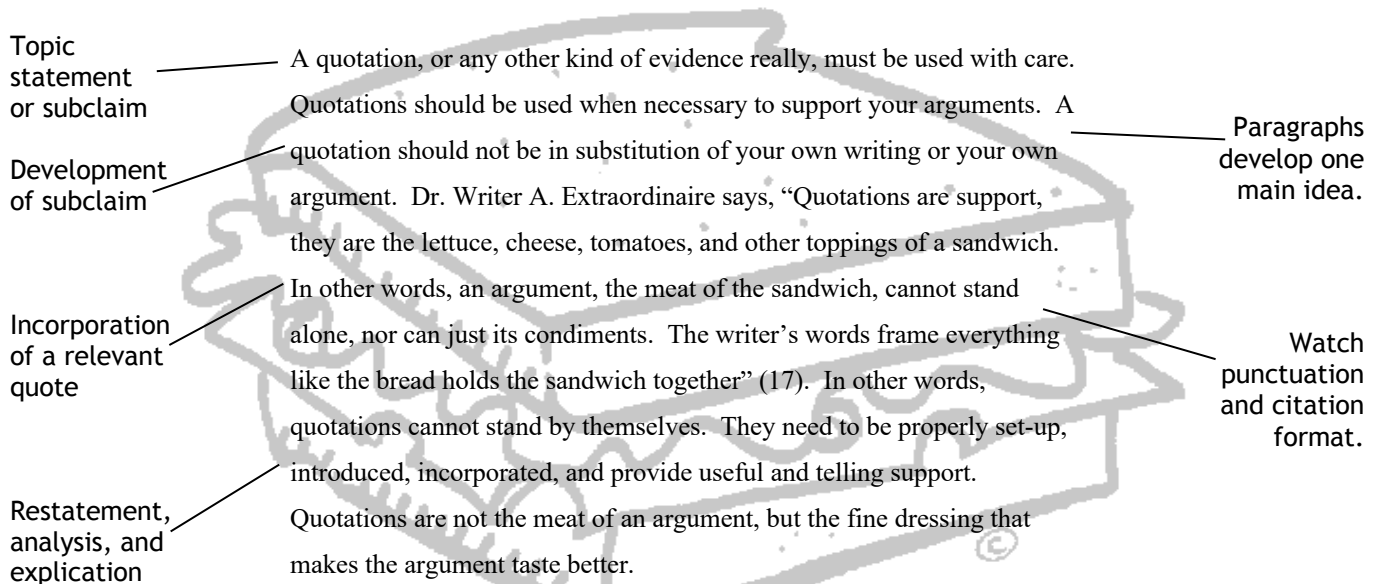 Topic
statement
or subclaim
Development
of subclaim
Incorporation
of a relevant
quote
Restatement,
analysis, and
explication
A quotation, or any other kind of evidence really, must be used with care.
Quotations should be used when necessary to support your arguments.  A
quotation should not be in substitution of your own writing or your own
argument.  Dr. Writer A. Extraordinaire says, “Quotations are support,
they are the lettuce, cheese, tomatoes, and other toppings of a sandwich.
In other words, an argument, the meat of the sandwich, cannot stand
alone, nor can just its condiments.  The writer’s words frame everything
like the bread holds the sandwich together” (17).  In other words,
quotations cannot stand by themselves.  They need to be properly set-up,
introduced, incorporated, and provide useful and telling support.
Quotations are not the meat of an argument, but the fine dressing that
makes the argument taste better.
©
Paragraphs
develop one
main idea.
Watch
punctuation
and citation
format.